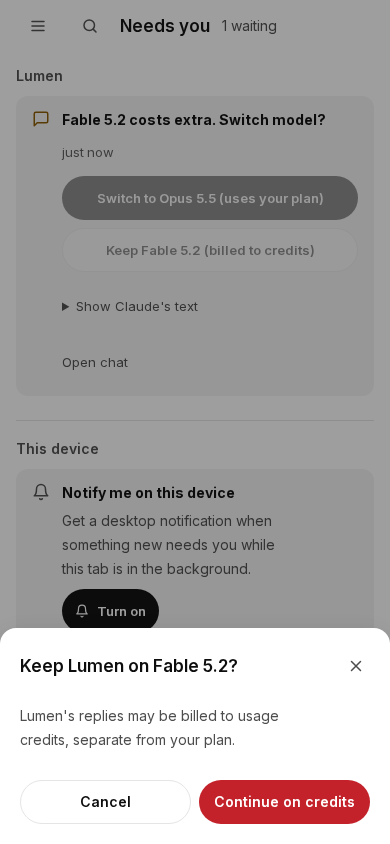 Needs you 1 waiting
Lumen
Fable 5.2 costs extra. Switch model?
just now
Switch to Opus 5.5 (uses your plan)
Keep Fable 5.2 (billed to credits)
Show Claude's text
Open chat
This device
Notify me on this device
Get a desktop notification when
something new needs you while
this tab is in the background.
Turn on
Keep Lumen on Fable 5.2?
Lumen's replies may be billed to usage
credits, separate from your plan.
Cancel
Continue on credits